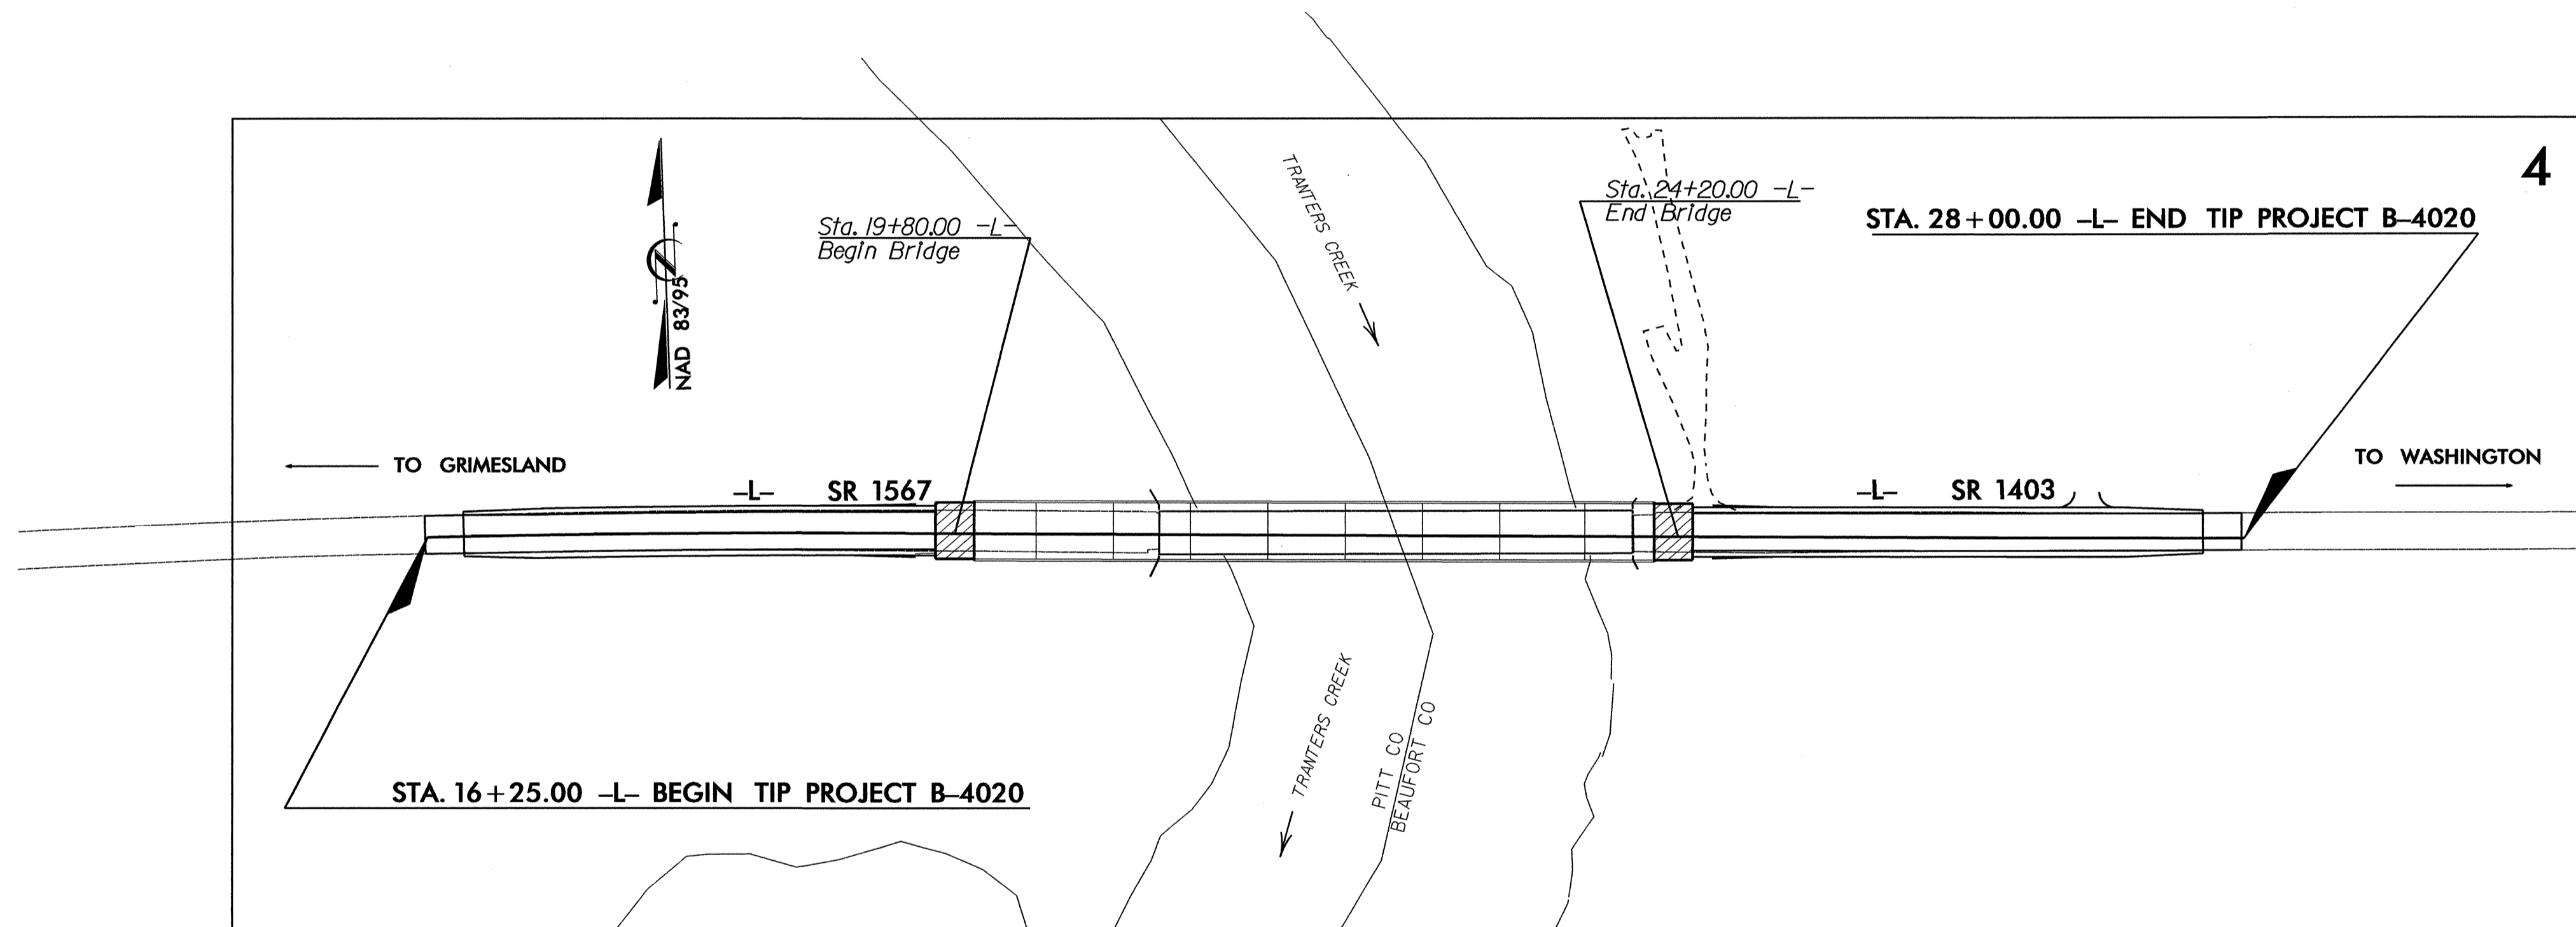 4
TRANTERS CREEK
Sta. 24+20.00 -L-
End Bridge
STA. 28+00.00 -L- END TIP PROJECT B-4020
Sta. 19+80.00 -L-
Begin Bridge
NAD 83/95
TO GRIMESLAND
TO WASHINGTON
-L- SR 1567
-L- SR 1403
TRANTERS CREEK
PITT CO
BEAUFORT CO
STA. 16+25.00 -L- BEGIN TIP PROJECT B-4020